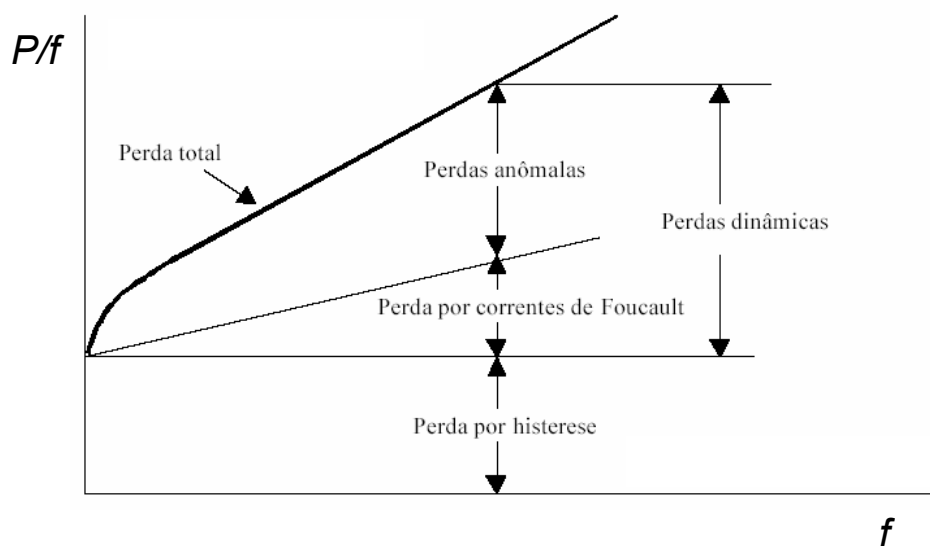 P/f
Perda total
Perdas anômalas
Perdas dinâmicas
Perda por correntes de Foucault
Perda por histerese
f